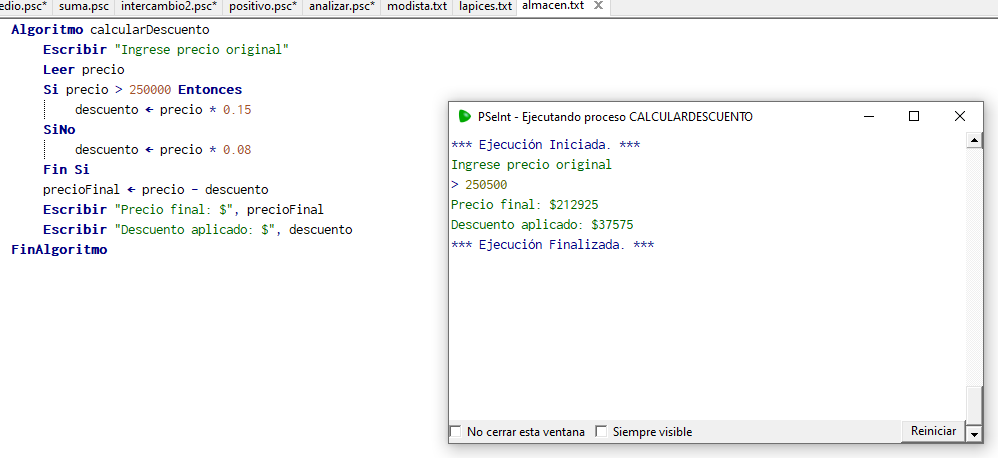 edio.psc* suma.psc intercambio2.psc* positivo.psc* analizar.psc* modista.txt lapices.txt almacen.txt
Algoritmo calcularDescuento
Escribir "Ingrese precio original"
Leer precio
Si precio > 250000 Entonces
descuento ← precio * 0.15
SiNo
descuento ← precio * 0.08
Fin Si
precioFinal ← precio - descuento
Escribir "Precio final: $", precioFinal
Escribir "Descuento aplicado: $", descuento
FinAlgoritmo
PSeInt - Ejecutando proceso CALCULARDESCUENTO
*** Ejecución Iniciada. ***
Ingrese precio original
> 250500
Precio final: $212925
Descuento aplicado: $37575
*** Ejecución Finalizada. ***
No cerrar esta ventana Siempre visible Reiniciar